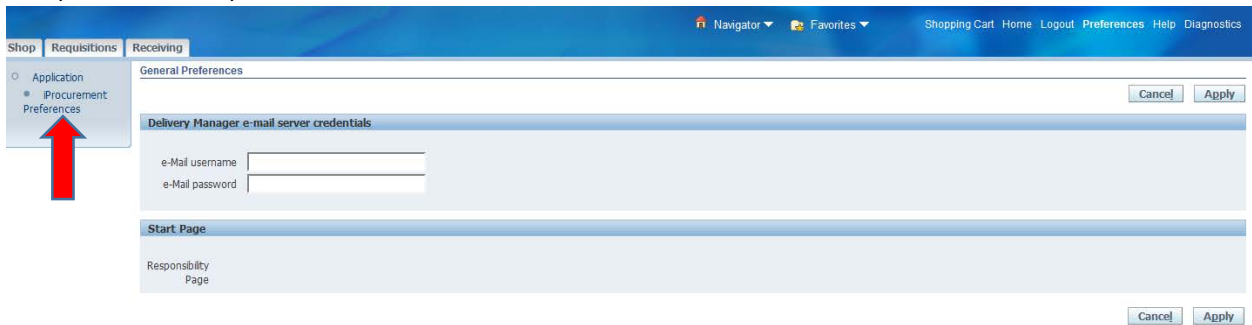 Navigator Favorites Shopping Cart Home Logout Preferences Help Diagnostics
Shop Requisitions Receiving
Application
iProcurement
Preferences
General Preferences
Cancel Apply
Delivery Manager e-mail server credentials
e-Mail username
e-Mail password
Start Page
Responsibility
Page
Cancel Apply